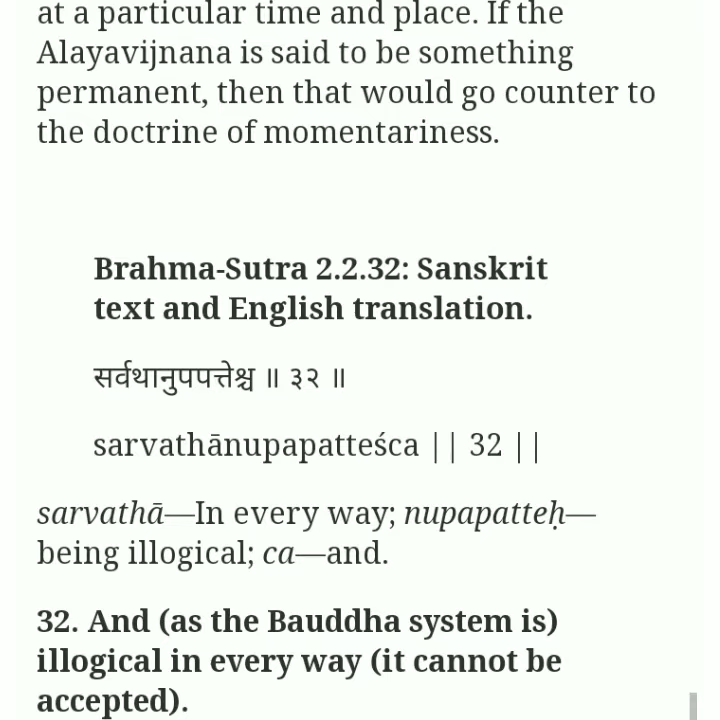 at a particular time and place. If the
Alayavijnana is said to be something
permanent, then that would go counter to
the doctrine of momentariness.
Brahma-Sutra 2.2.32: Sanskrit
text and English translation.
सर्वथानुपपत्तेश्च ॥ ३२ ॥
sarvathānupapatteśca || 32 ||
sarvathā—In every way; nupapatteḥ—
being illogical; ca—and.
32. And (as the Bauddha system is)
illogical in every way (it cannot be
accepted).